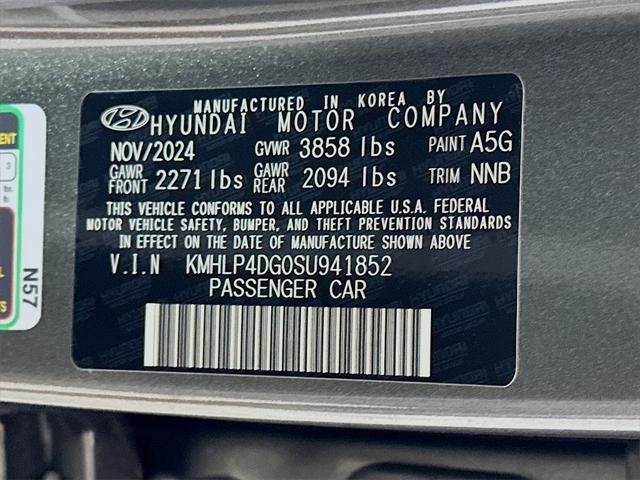 MANUFACTURED IN KOREA BY
HYUNDAI MOTOR COMPANY
NOV/2024 GVWR 3858 lbs PAINT A5G
GAWR FRONT 2271 lbs GAWR REAR 2094 lbs TRIM NNB
THIS VEHICLE CONFORMS TO ALL APPLICABLE U.S.A. FEDERAL
MOTOR VEHICLE SAFETY, BUMPER, AND THEFT PREVENTION STANDARDS
IN EFFECT ON THE DATE OF MANUFACTURE SHOWN ABOVE
V.I.N KMHLP4DG0SU941852
PASSENGER CAR
3
N57